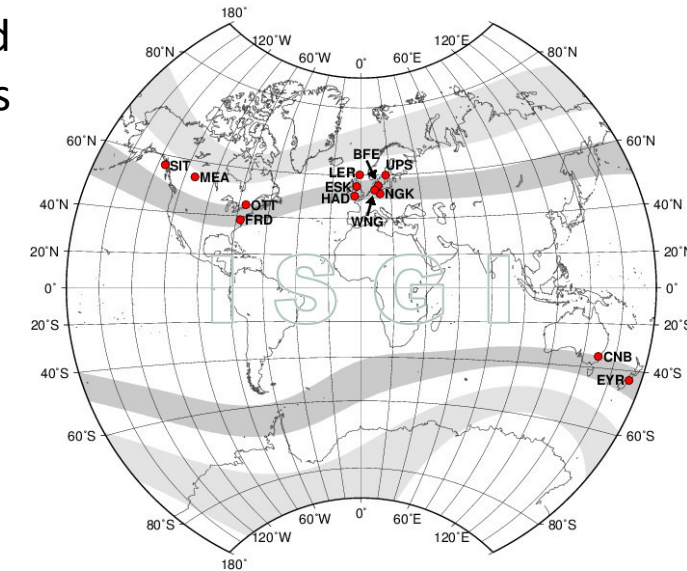 d
s
180˚
120˚W
60˚W
0˚
60˚E
80˚N
80˚N
60˚N
60˚N
40˚N
40˚N
20˚N
20˚N
0˚
0˚
20˚S
20˚S
40˚S
40˚S
60˚S
60˚S
80˚S
80˚S
SIT
MEA
OTT
FRD
BFE
LER
UPS
ESK
NGK
HAD
WNG
ISGI
CNB
EYR
0˚
60˚W
60˚E
120˚W
120˚E
180˚